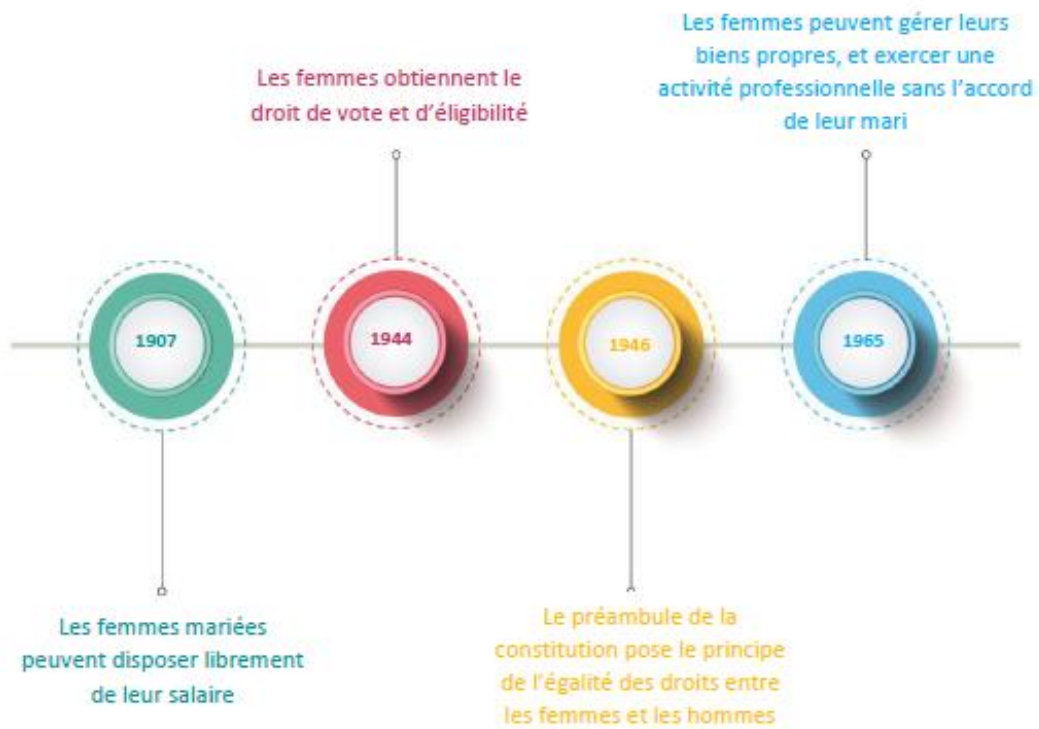 1907
Les femmes mariées
peuvent disposer librement
de leur salaire
Les femmes obtiennent le
droit de vote et d'éligibilité
1944
1946
Le préambule de la
constitution pose le principe
de l'égalité des droits entre
les femmes et les hommes
Les femmes peuvent gérer leurs
biens propres, et exercer une
activité professionnelle sans l'accord
de leur mari
1965